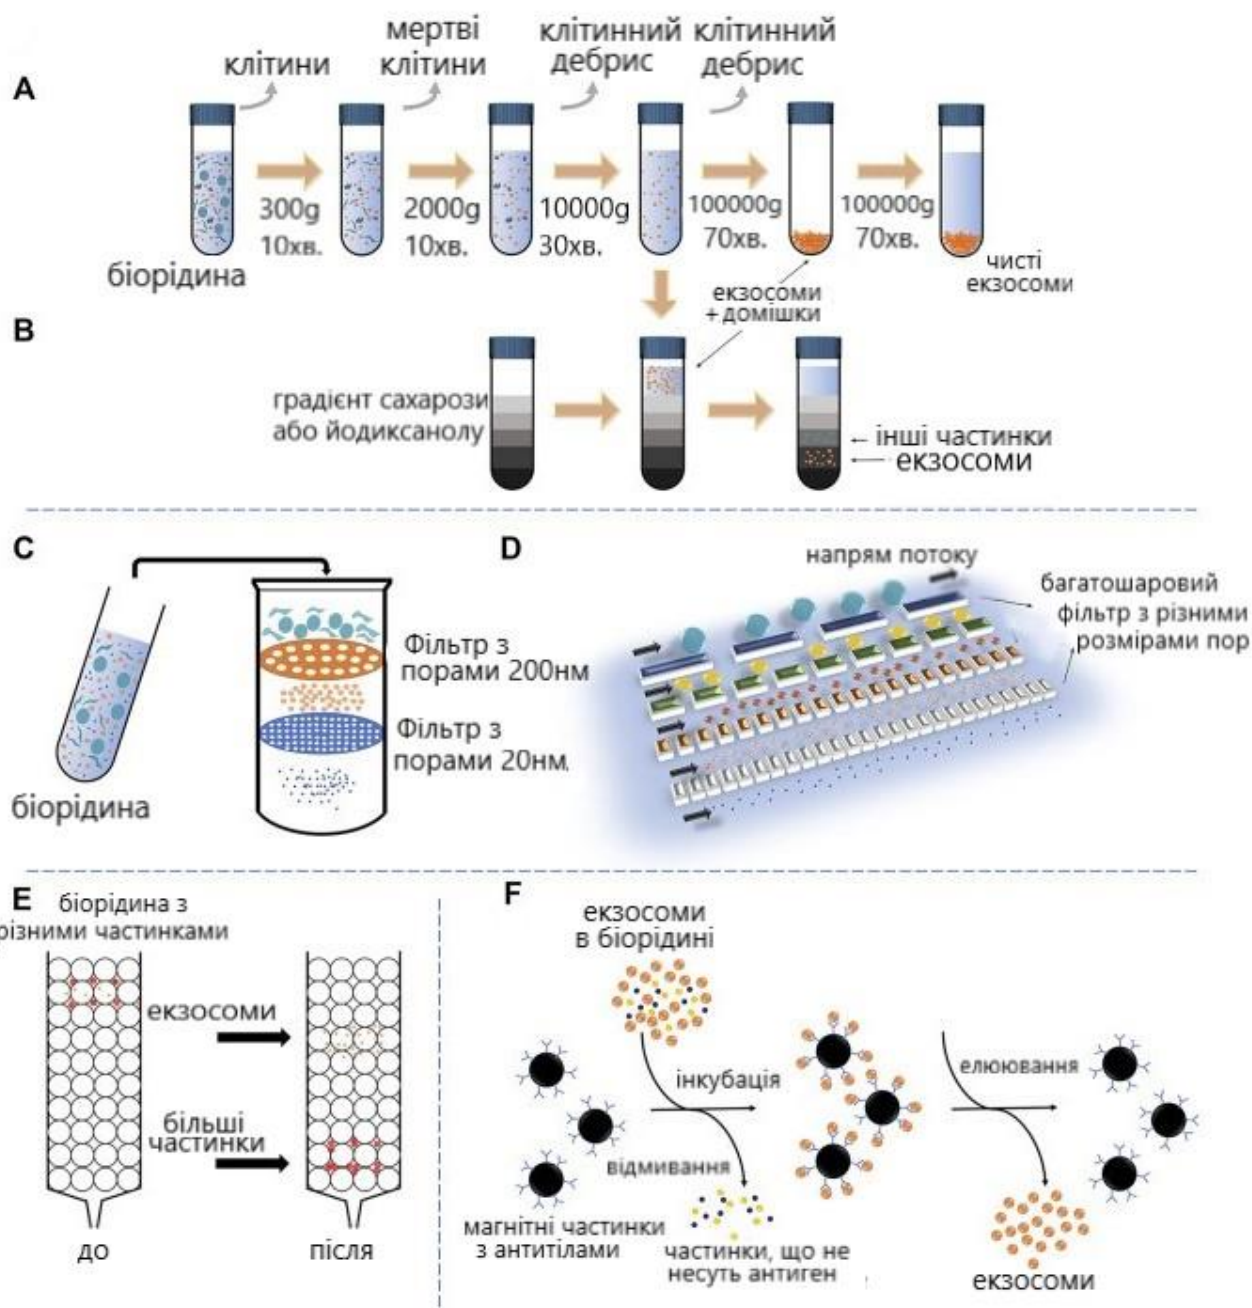 A
клітини
мертві
клітини
клітинний
дебрис
клітинний
дебрис
300g
10хв.
2000g
10хв.
10000g
30хв.
100000g
70хв.
100000g
70хв.
біорідина
чисті
екзосоми
екзосоми
+ домішки
B
градієнт сахарози
або йодиксанолу
інші частинки
екзосоми
C
Фільтр з
порами 200нм
Фільтр з
порами 20нм
біорідина
D
напрям потоку
багатошаровий
фільтр з різними
розмірами пор
E
біорідина з
різними частинками
екзосоми
більші
частинки
до
після
F
екзосоми
в біорідині
інкубація
відмивання
магнітні частинки
з антитілами
частинки, що не
несуть антиген
елюювання
екзосоми